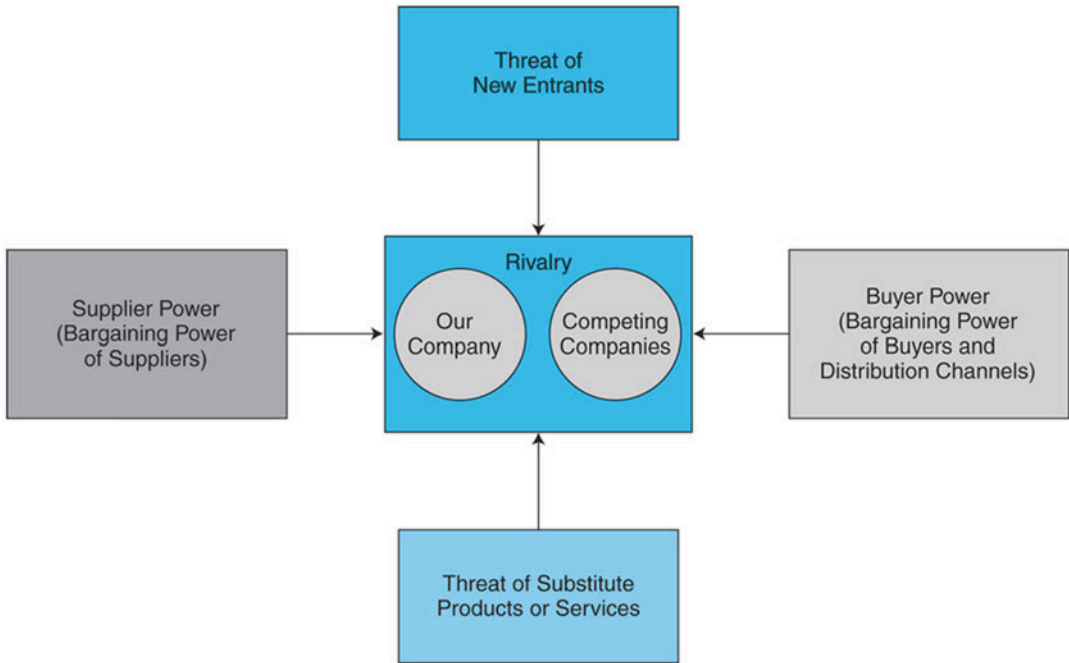 Threat of
New Entrants
Rivalry
Supplier Power
(Bargaining Power
of Suppliers)
Our
Company
Competing
Companies
Buyer Power
(Bargaining Power
of Buyers and
Distribution Channels)
Threat of Substitute
Products or Services